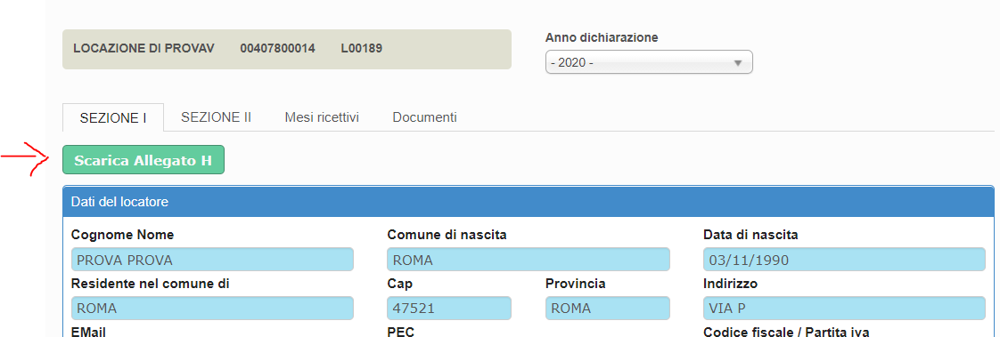 LOCAZIONE DI PROVAV 00407800014 L00189
Anno dichiarazione
- 2020 -
SEZIONE I SEZIONE II Mesi ricettivi Documenti
Scarica Allegato H
Dati del locatore
Cognome Nome Comune di nascita Data di nascita
PROVA PROVA ROMA 03/11/1990
Residente nel comune di Cap Provincia Indirizzo
ROMA 47521 ROMA VIA P
EMail PEC Codice fiscale / Partita iva